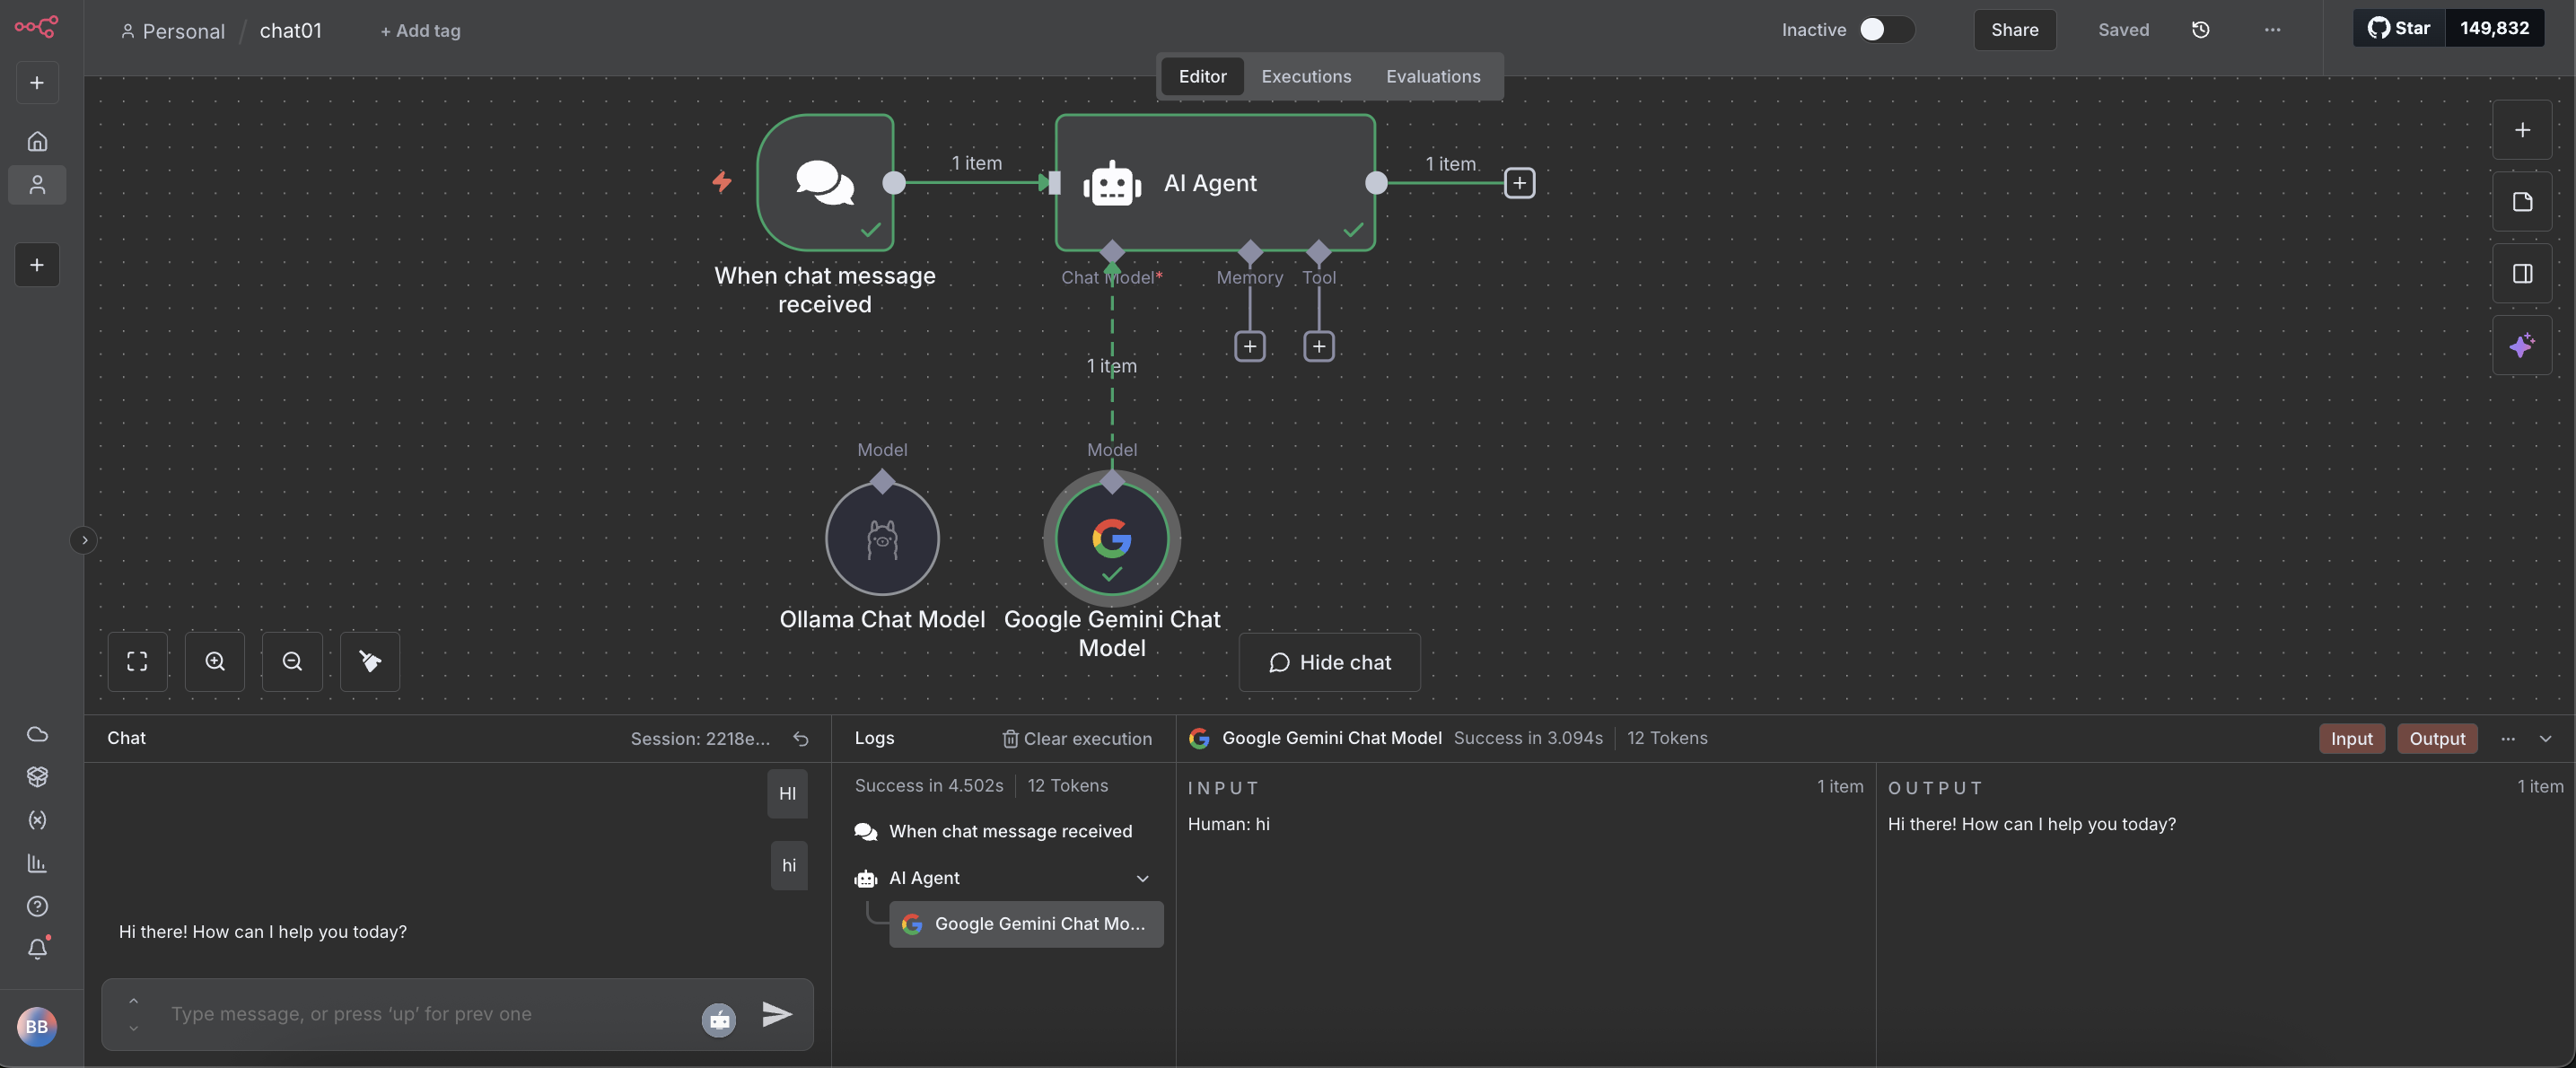 Personal / chat01 + Add tag
Inactive Share Saved ... Star 149,832
Editor Executions Evaluations
1 item
AI Agent
1 item
When chat message
received
Chat Model*
Memory
Tool
1 item
Model
Model
Ollama Chat Model
Google Gemini Chat
Model
Hide chat
Chat
Session: 2218e...
HI
hi
Hi there! How can I help you today?
Type message, or press ‘up’ for prev one
BB
Logs
Clear execution
Success in 4.502s | 12 Tokens
When chat message received
AI Agent
Google Gemini Chat Mo...
Google Gemini Chat Model Success in 3.094s | 12 Tokens
Input Output ...
INPUT
1 item
Human: hi
OUTPUT
1 item
Hi there! How can I help you today?